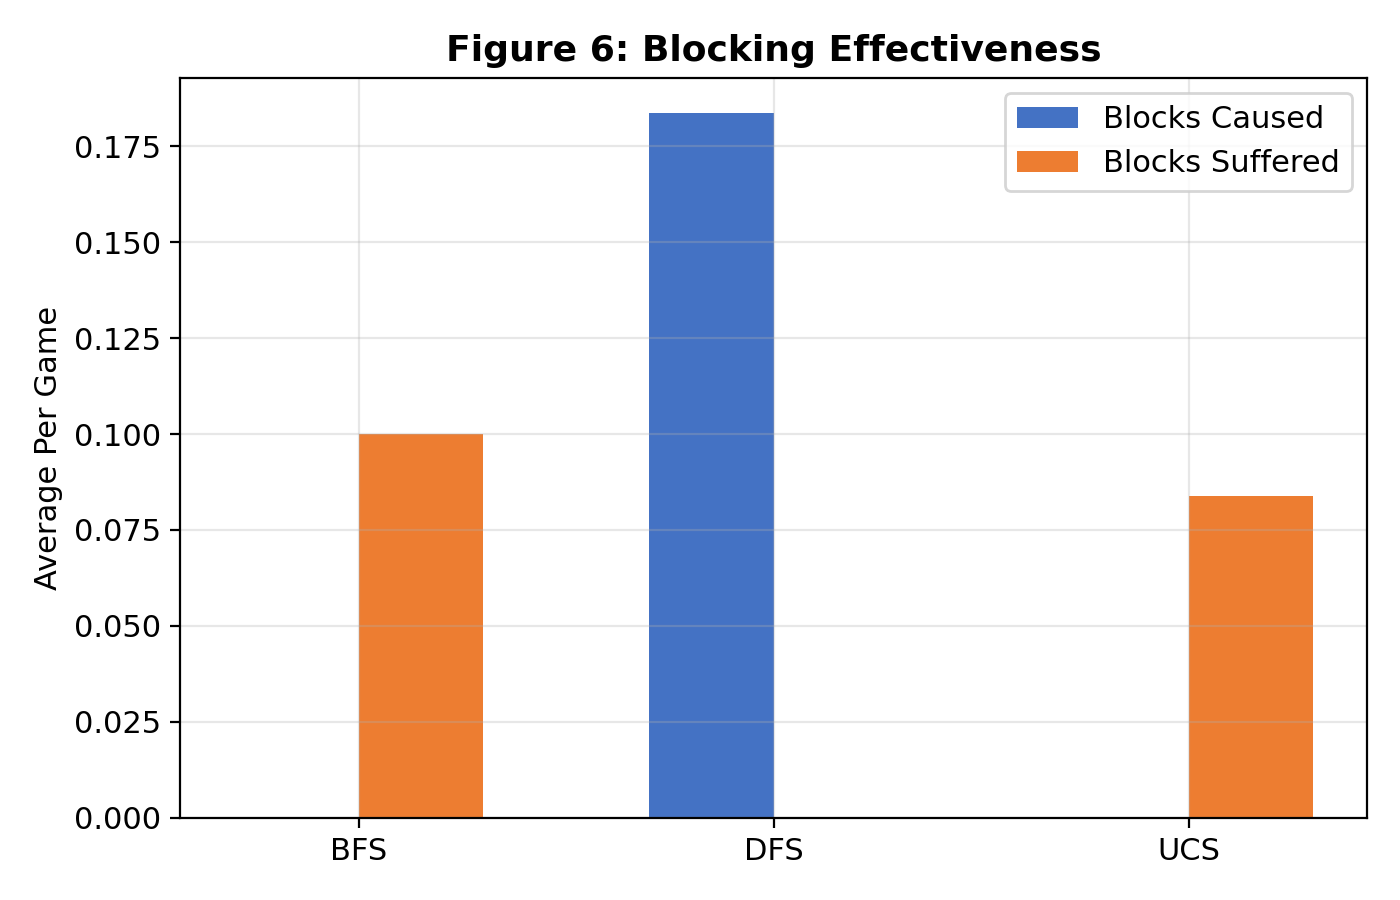 Figure 6: Blocking Effectiveness
Blocks Caused
Blocks Suffered
Average Per Game
0.175
0.150
0.125
0.100
0.075
0.050
0.025
0.000
BFS
DFS
UCS